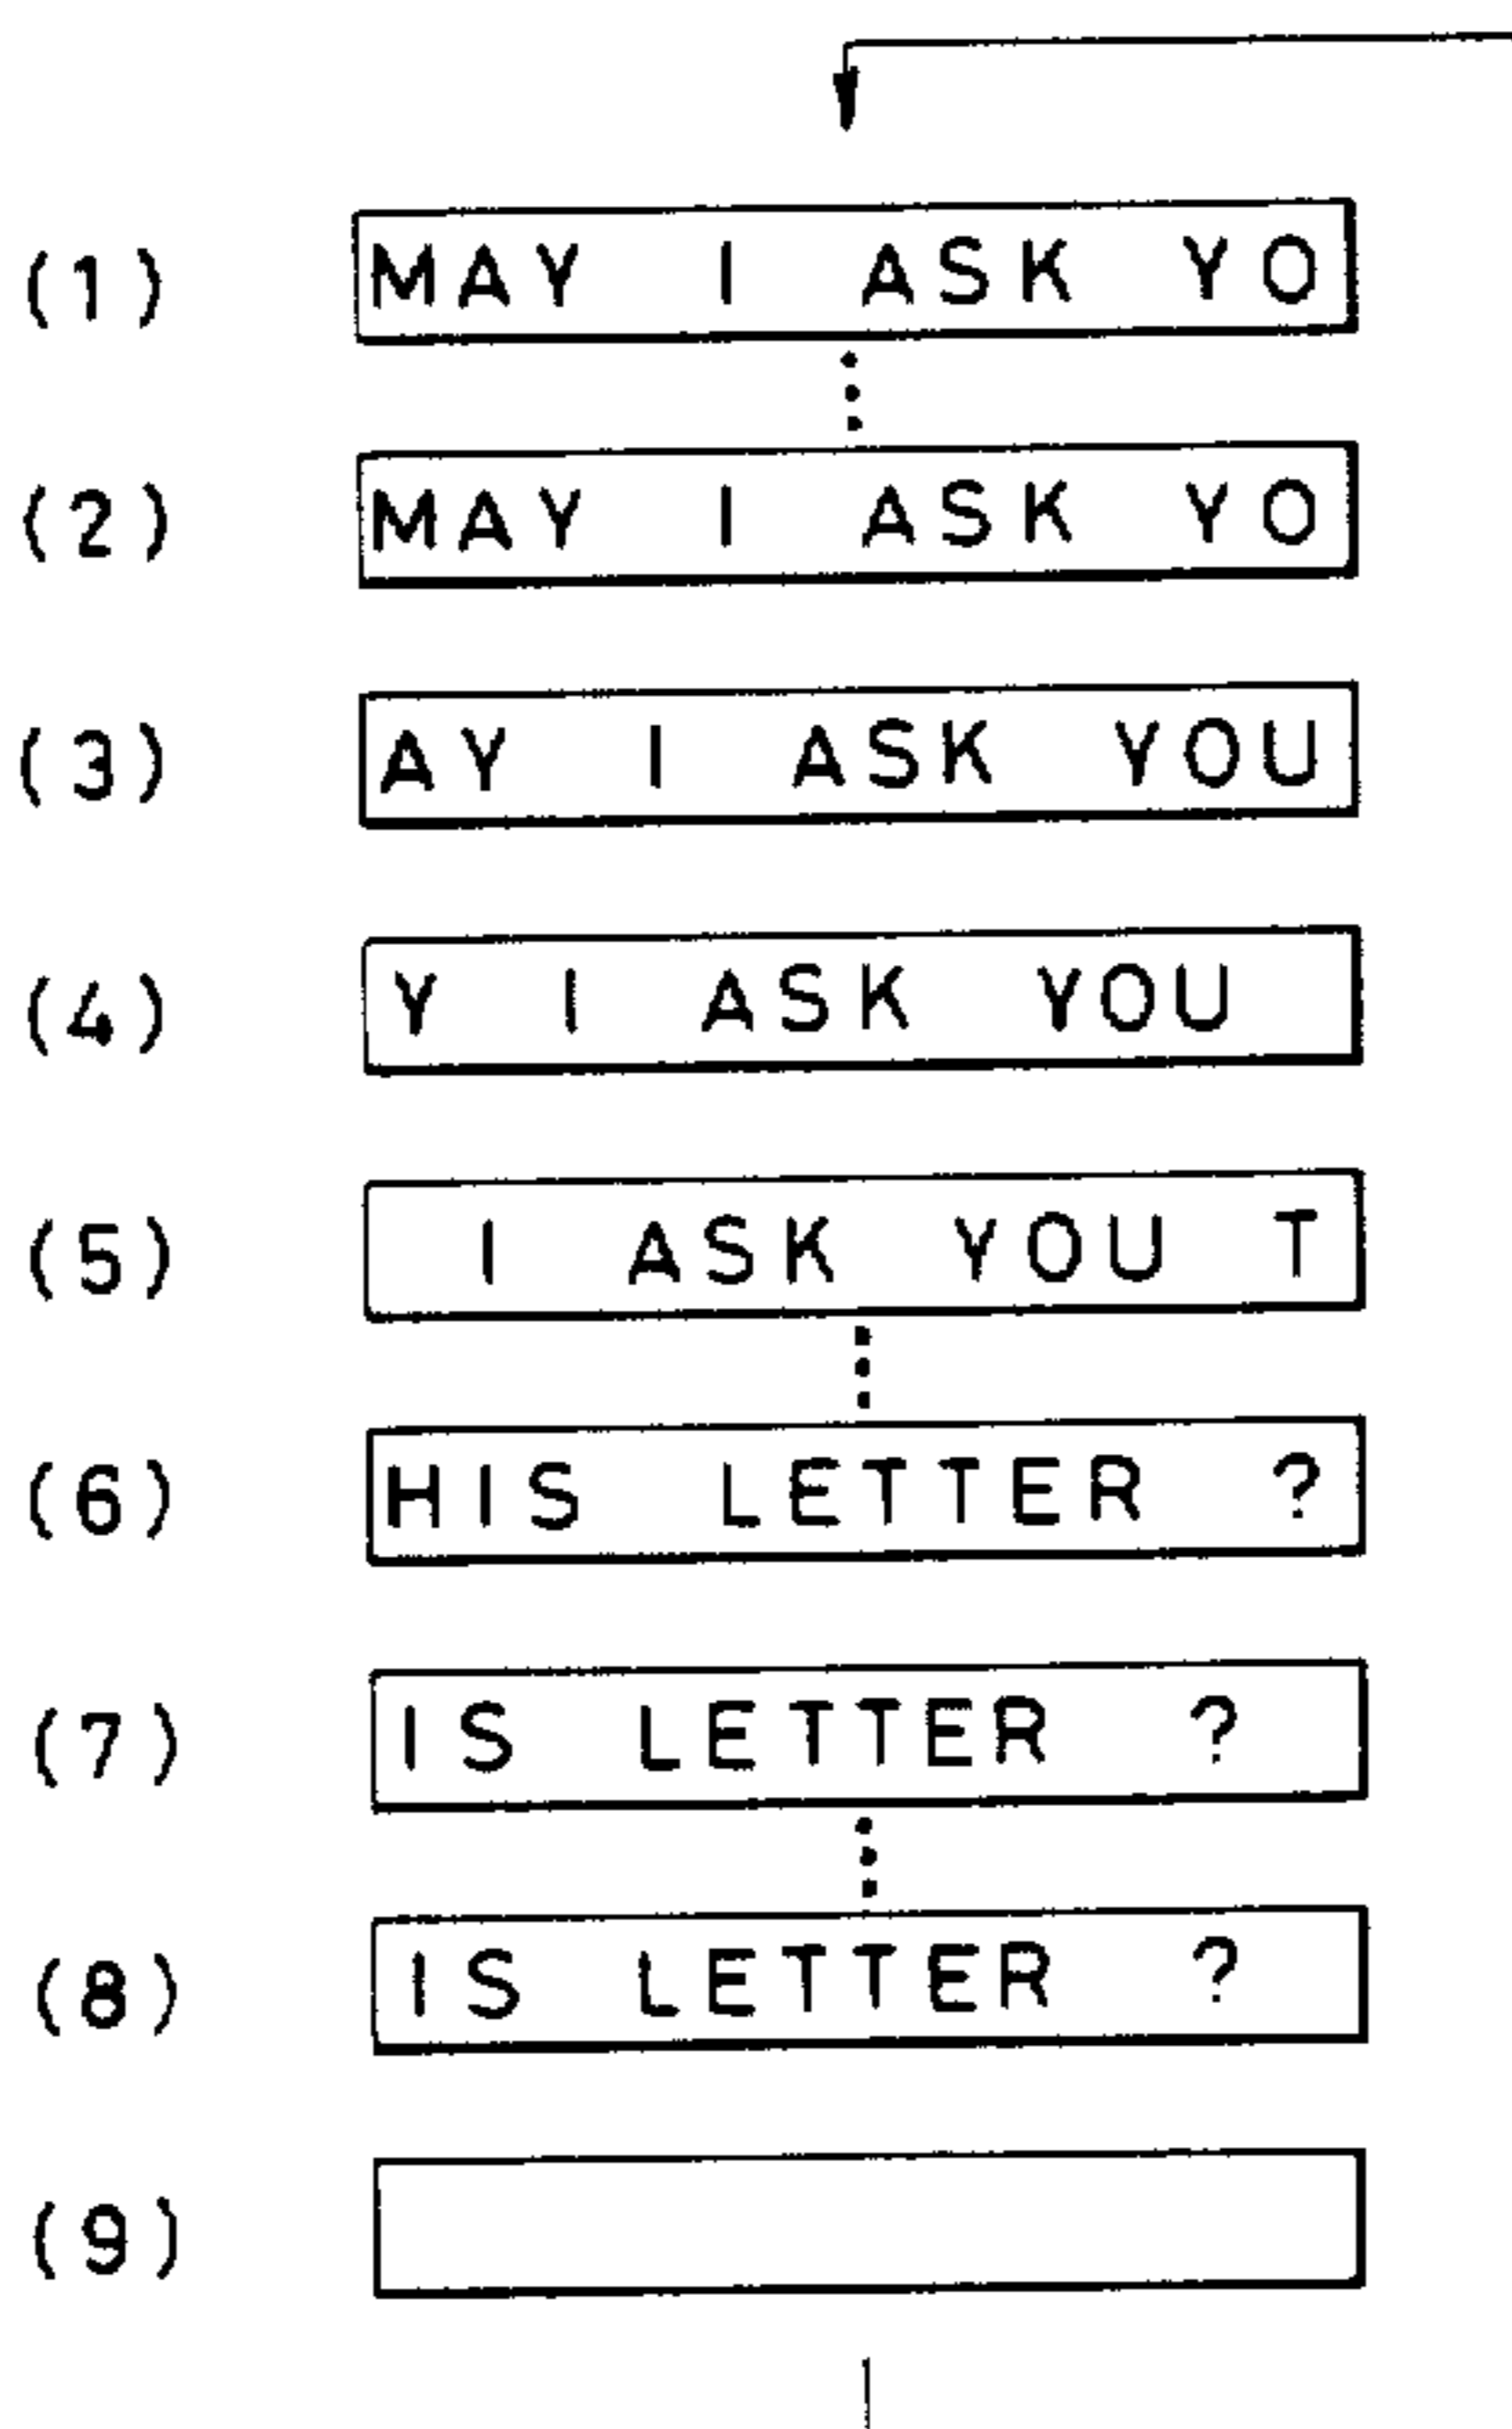 (1) MAY I ASK YO
(2) MAY I ASK YO
(3) AY I ASK YOU
(4) Y I ASK YOU
(5) I ASK YOU T
(6) HIS LETTER ?
(7) IS LETTER ?
(8) IS LETTER ?
(9)